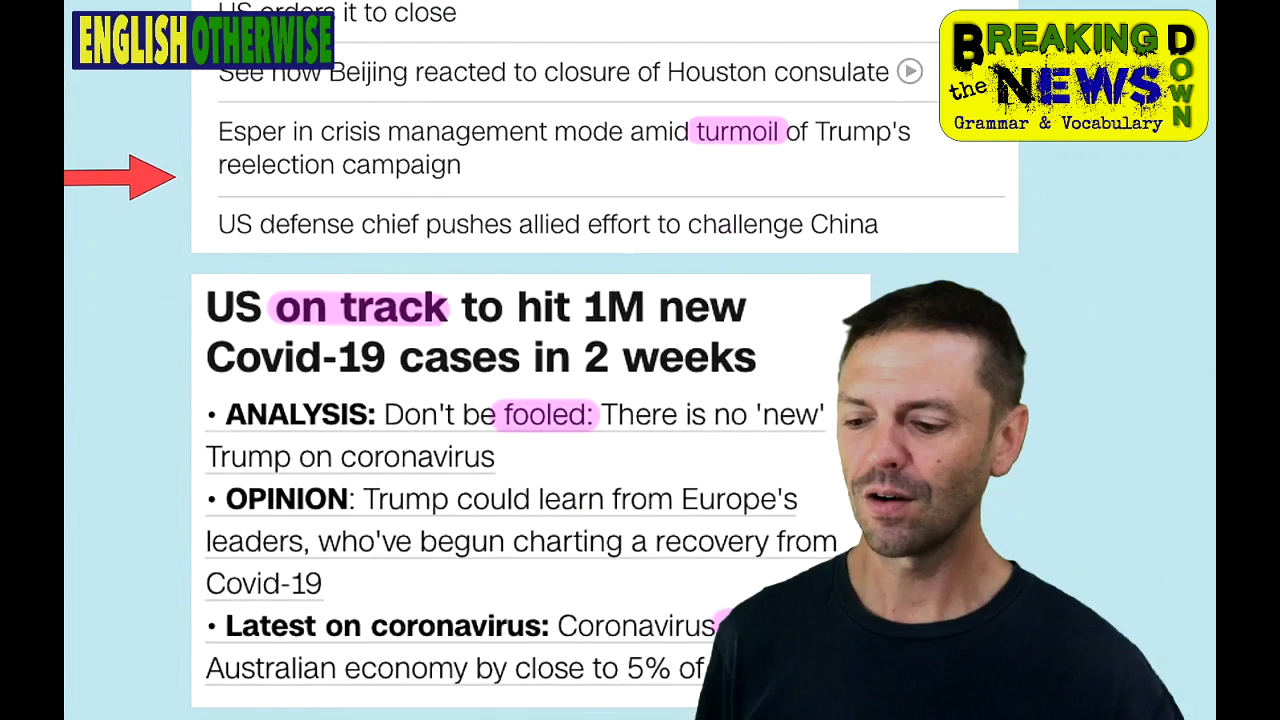 US orders it to close
ENGLISH OTHERWISE
BREAKING DOWN
the NEWS
Grammar & Vocabulary
See how Beijing reacted to closure of Houston consulate
Esper in crisis management mode amid turmoil of Trump's
reelection campaign
US defense chief pushes allied effort to challenge China
US on track to hit 1M new
Covid-19 cases in 2 weeks
• ANALYSIS: Don't be fooled: There is no 'new'
Trump on coronavirus
• OPINION: Trump could learn from Europe's
leaders, who've begun charting a recovery from
Covid-19
• Latest on coronavirus: Coronavirus
Australian economy by close to 5% of